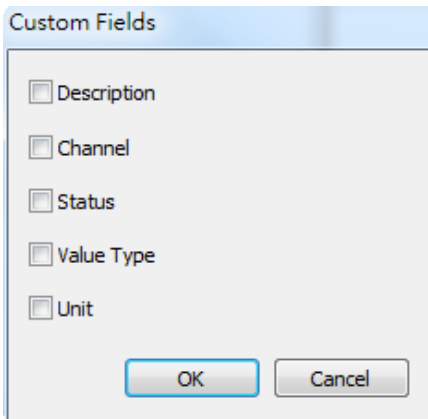 Custom Fields
Description
Channel
Status
Value Type
Unit
OK Cancel